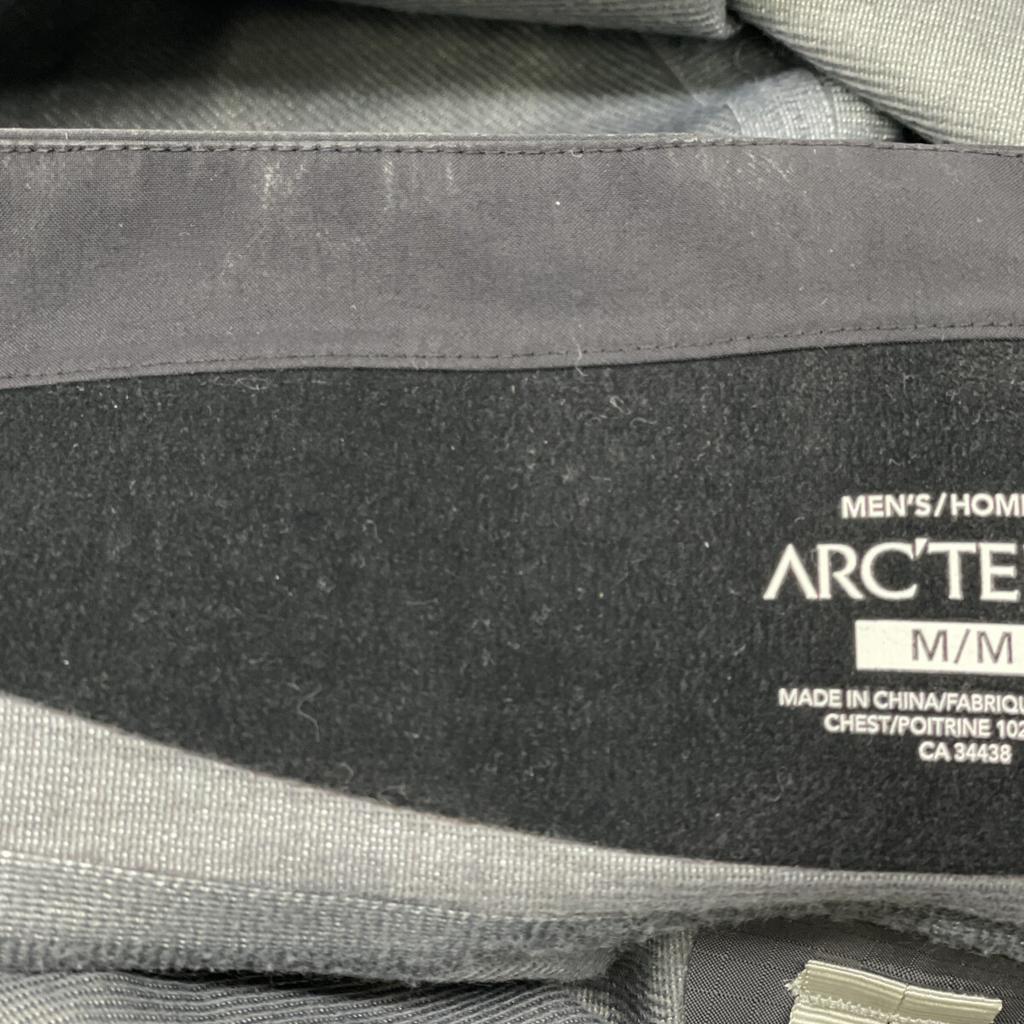 MEN'S/HOM
ARC'TE
M/M
MADE IN CHINA/FABRIQU
CHEST/POITRINE 102
CA 34438